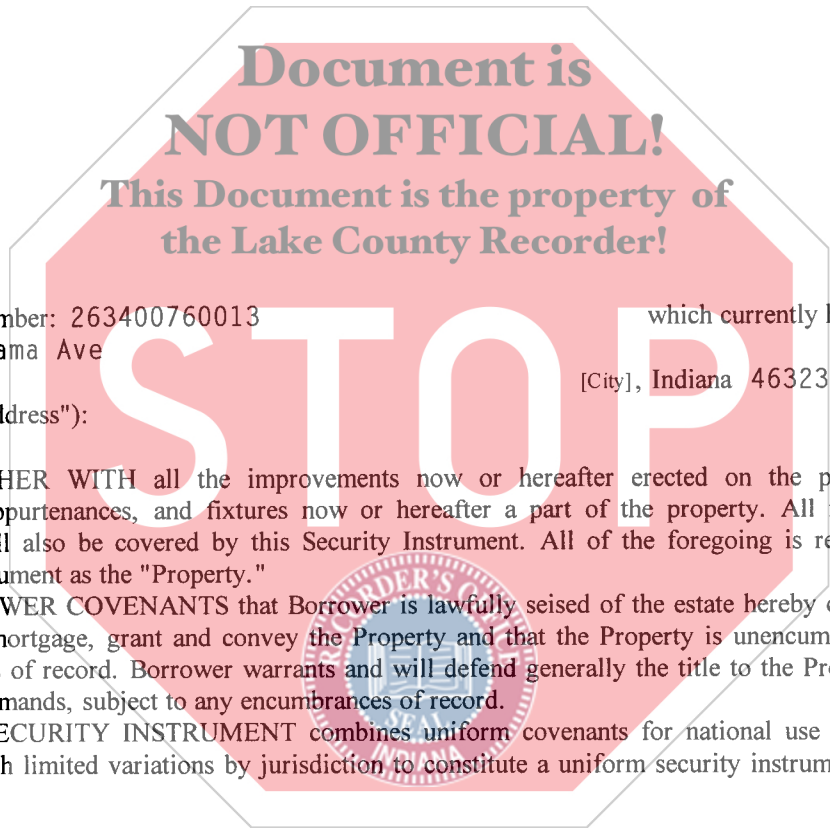 Document is
NOT OFFICIAL!
This Document is the property of
the Lake County Recorder!
mber: 263400760013 which currently
ama Ave
[City], Indiana 46323
ldress"):
STOP
HER WITH all the improvements now or hereafter erected on the p
ppurtenances, and fixtures now or hereafter a part of the property. All
ll also be covered by this Security Instrument. All of the foregoing is re
ument as the "Property."
WER COVENANTS that Borrower is lawfully seised of the estate hereby
nortgage, grant and convey the Property and that the Property is unencum
of record. Borrower warrants and will defend generally the title to the Pro
mands, subject to any encumbrances of record.
ECURITY INSTRUMENT combines uniform covenants for national use
h limited variations by jurisdiction to constitute a uniform security instrum
RECORDER'S OFFICE
SEAL
INDIANA